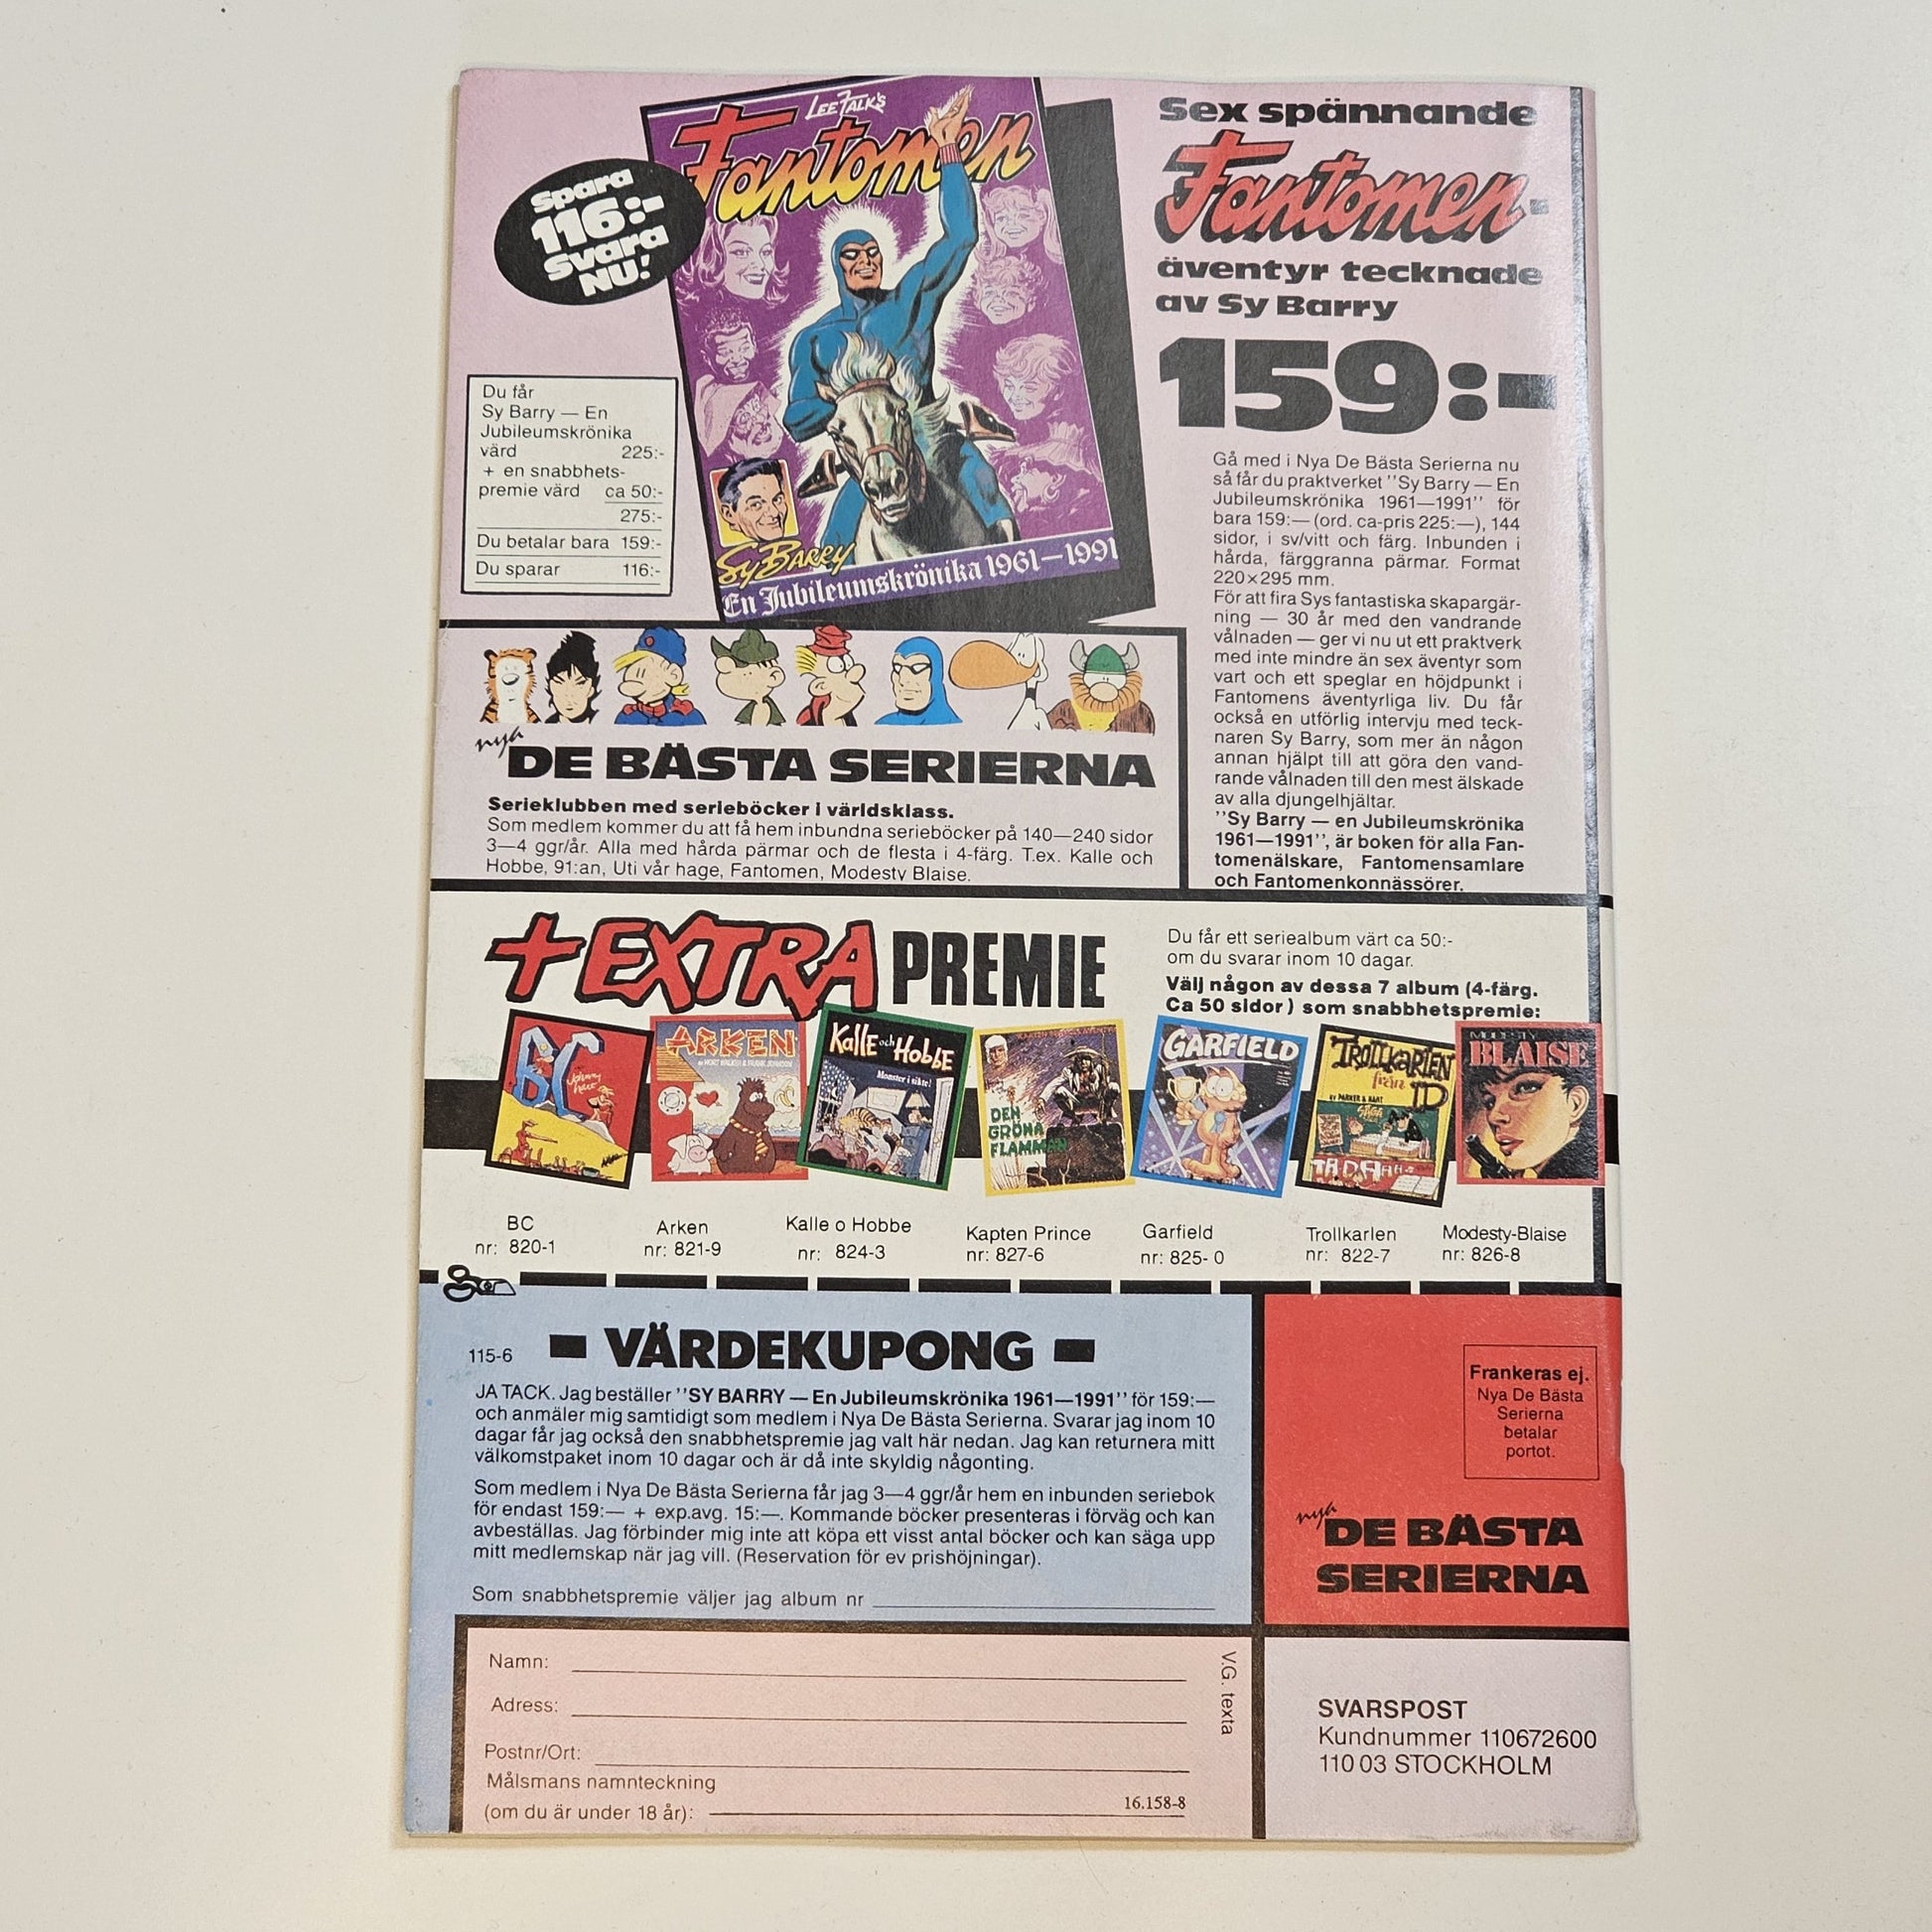 LEE FALK'S
Fantomen
Spara
116:-
Svara
NU!
SY BARRY
En Jubileumskrönika 1961–1991
Sex spännande
Fantomen-
äventyr tecknade
av Sy Barry
159:-
Du får
Sy Barry — En
Jubileumskrönika
värd 225:-
+ en snabbhets-
premie värd ca 50:-
275:-
Du betalar bara 159:-
Du sparar 116:-
Gå med i Nya De Bästa Serierna nu
så får du praktverket ''Sy Barry — En
Jubileumskrönika 1961—1991'' för
bara 159:— (ord. ca-pris 225:—), 144
sidor, i sv/vitt och färg. Inbunden i
hårda, färggranna pärmar. Format
220×295 mm.
För att fira Sys fantastiska skapargär-
ning — 30 år med den vandrande
vålnaden — ger vi nu ut ett praktverk
med inte mindre än sex äventyr som
vart och ett speglar en höjdpunkt i
Fantomens äventyrliga liv. Du får
också en utförlig intervju med teck-
naren Sy Barry, som mer än någon
annan hjälpt till att göra den vand-
rande vålnaden till den mest älskade
av alla djungelhjältar.
''Sy Barry — en Jubileumskrönika
1961—1991'', är boken för alla Fan-
tomenälskare, Fantomensamlare
och Fantomenkonnässörer.
nya
DE BÄSTA SERIERNA
Serieklubben med serieböcker i världsklass.
Som medlem kommer du att få hem inbundna serieböcker på 140—240 sidor
3—4 ggr/år. Alla med hårda pärmar och de flesta i 4-färg. T.ex. Kalle och
Hobbe, 91:an, Uti vår hage, Fantomen, Modesty Blaise.
+ EXTRA PREMIE
Du får ett seriealbum värt ca 50:-
om du svarar inom 10 dagar.
Välj någon av dessa 7 album (4-färg.
Ca 50 sidor) som snabbhetspremie:
BC
Johnny hart
ARKEN
Kalle och Hobbe
Monster i sikte!
DEN
GRÖNA
FLAMMAN
GARFIELD
TROLLKARLEN
från ID
AV PARKER & HART
MODESTY
BLAISE
BC
nr: 820-1
Arken
nr: 821-9
Kalle o Hobbe
nr: 824-3
Kapten Prince
nr: 827-6
Garfield
nr: 825- 0
Trollkarlen
nr: 822-7
Modesty-Blaise
nr: 826-8
115-6
- VÄRDEKUPONG -
JA TACK. Jag beställer ''SY BARRY — En Jubileumskrönika 1961—1991'' för 159:—
och anmäler mig samtidigt som medlem i Nya De Bästa Serierna. Svarar jag inom 10
dagar får jag också den snabbhetspremie jag valt här nedan. Jag kan returnera mitt
välkomstpaket inom 10 dagar och är då inte skyldig någonting.
Som medlem i Nya De Bästa Serierna får jag 3—4 ggr/år hem en inbunden seriebok
för endast 159:— + exp.avg. 15:—. Kommande böcker presenteras i förväg och kan
avbeställas. Jag förbinder mig inte att köpa ett visst antal böcker och kan säga upp
mitt medlemskap när jag vill. (Reservation för ev prishöjningar).
Som snabbhetspremie väljer jag album nr
Namn:
Adress:
Postnr/Ort:
Målsmans namnteckning
(om du är under 18 år):
16.158-8
V.G. texta
Frankeras ej.
Nya De Bästa
Serierna
betalar
portot.
nya
DE BÄSTA
SERIERNA
SVARSPOST
Kundnummer 110672600
110 03 STOCKHOLM